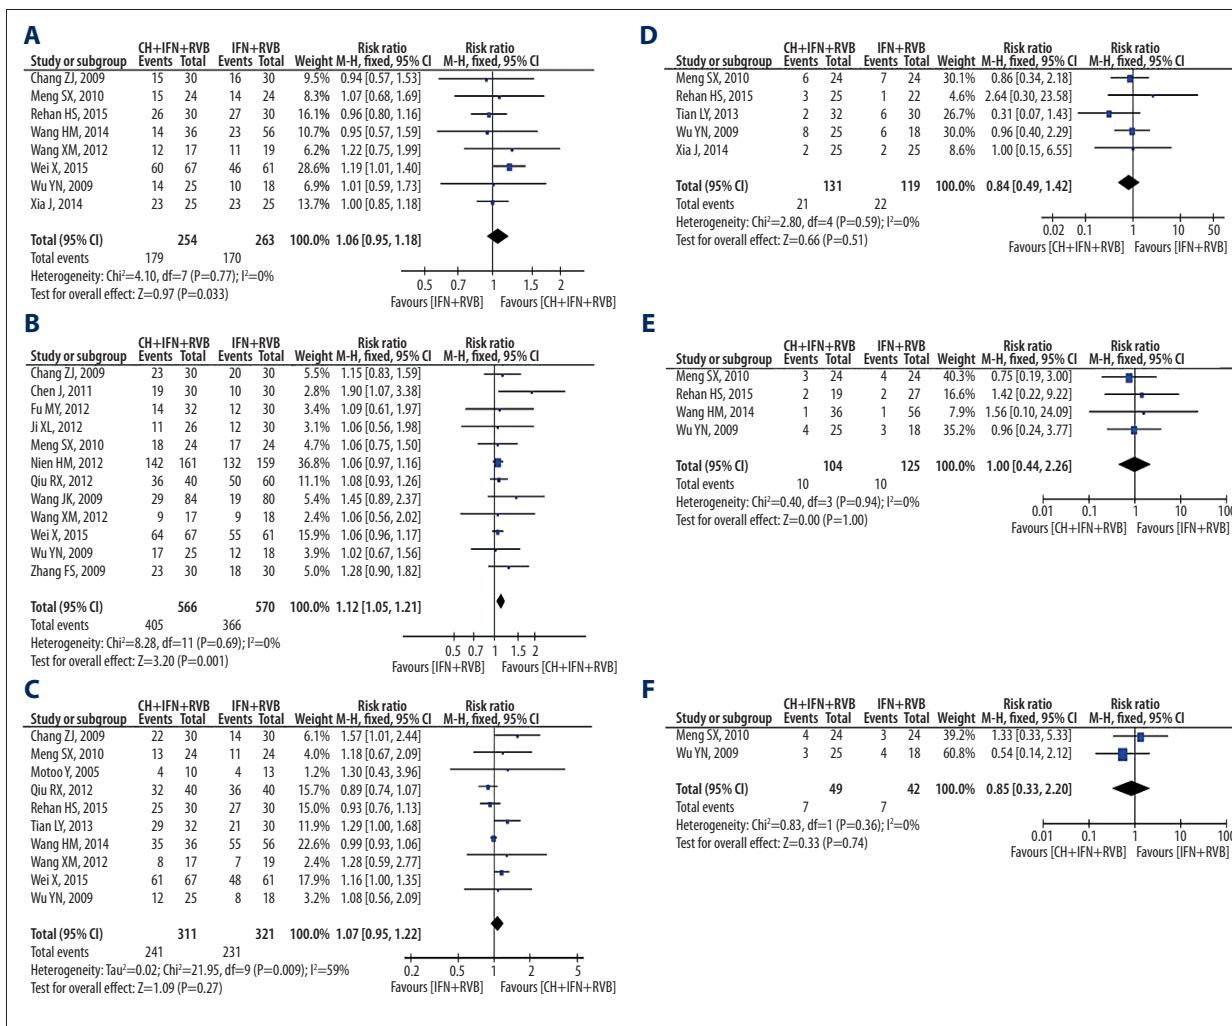 A
CH+IFN+RVB IFN+RVB Risk ratio Risk ratio
Study or subgroup Events Total Events Total Weight M-H, fixed, 95% CI M-H, fixed, 95% CI
Chang ZJ, 2009 15 30 16 30 9.5% 0.94 [0.57, 1.53]
Meng SX, 2010 15 24 14 24 8.3% 1.07 [0.68, 1.69]
Rehan HS, 2015 26 30 27 30 16.1% 0.96 [0.80, 1.16]
Wang HM, 2014 14 36 23 56 10.7% 0.95 [0.57, 1.59]
Wang XM, 2012 12 17 11 19 6.2% 1.22 [0.75, 1.99]
Wei X, 2015 60 67 46 61 28.6% 1.19 [1.01, 1.40]
Wu YN, 2009 14 25 10 18 6.9% 1.01 [0.59, 1.73]
Xia J, 2014 23 25 23 25 13.7% 1.00 [0.85, 1.18]
Total (95% CI) 254 263 100.0% 1.06 [0.95, 1.18]
Total events 179 170
Heterogeneity: Chi²=4.10, df=7 (P=0.77); I²=0%
Test for overall effect: Z=0.97 (P=0.033)
0.5 0.7 1 1.5 2
Favours [IFN+RVB] Favours [CH+IFN+RVB]
B
CH+IFN+RVB IFN+RVB Risk ratio Risk ratio
Study or subgroup Events Total Events Total Weight M-H, fixed, 95% CI M-H, fixed, 95% CI
Chang ZJ, 2009 23 30 20 30 5.5% 1.15 [0.83, 1.59]
Chen J, 2011 19 30 10 30 2.8% 1.90 [1.07, 3.38]
Fu MY, 2012 14 32 12 30 3.4% 1.09 [0.61, 1.97]
Ji XL, 2012 11 26 12 30 3.4% 1.06 [0.56, 1.98]
Meng SX, 2010 18 24 17 24 4.7% 1.06 [0.75, 1.50]
Nien HM, 2012 142 161 132 159 36.8% 1.06 [0.97, 1.16]
Qiu RX, 2012 36 40 50 60 11.1% 1.08 [0.93, 1.26]
Wang JK, 2009 29 84 19 80 5.4% 1.45 [0.89, 2.37]
Wang XM, 2012 9 17 9 18 2.4% 1.06 [0.56, 2.02]
Wei X, 2015 64 67 55 61 15.9% 1.06 [0.96, 1.17]
Wu YN, 2009 17 25 12 18 3.9% 1.02 [0.67, 1.56]
Zhang FS, 2009 23 30 18 30 5.0% 1.28 [0.90, 1.82]
Total (95% CI) 566 570 100.0% 1.12 [1.05, 1.21]
Total events 405 366
Heterogeneity: Chi²=8.28, df=11 (P=0.69); I²=0%
Test for overall effect: Z=3.20 (P=0.001)
0.5 0.7 1 1.5 2
Favours [IFN+RVB] Favours [CH+IFN+RVB]
C
CH+IFN+RVB IFN+RVB Risk ratio Risk ratio
Study or subgroup Events Total Events Total Weight M-H, fixed, 95% CI M-H, fixed, 95% CI
Chang ZJ, 2009 22 30 14 30 6.1% 1.57 [1.01, 2.44]
Meng SX, 2010 13 24 11 24 4.0% 1.18 [0.67, 2.09]
Motoo Y, 2005 4 10 4 13 1.2% 1.30 [0.43, 3.96]
Qiu RX, 2012 32 40 36 40 15.7% 0.89 [0.74, 1.07]
Rehan HS, 2015 25 30 27 30 15.0% 0.93 [0.76, 1.13]
Tian LY, 2013 29 32 21 30 11.9% 1.29 [1.00, 1.68]
Wang HM, 2014 35 36 55 56 22.6% 0.99 [0.93, 1.06]
Wang XM, 2012 8 17 7 19 2.4% 1.28 [0.59, 2.77]
Wei X, 2015 61 67 48 61 17.9% 1.16 [1.00, 1.35]
Wu YN, 2009 12 25 8 18 3.2% 1.08 [0.56, 2.09]
Total (95% CI) 311 321 100.0% 1.07 [0.95, 1.22]
Total events 241 231
Heterogeneity: Tau²=0.02; Chi²=21.95, df=9 (P=0.009); I²=59%
Test for overall effect: Z=1.09 (P=0.27)
0.2 0.5 1 2 5
Favours [IFN+RVB] Favours [CH+IFN+RVB]
D
CH+IFN+RVB IFN+RVB Risk ratio Risk ratio
Study or subgroup Events Total Events Total Weight M-H, fixed, 95% CI M-H, fixed, 95% CI
Meng SX, 2010 6 24 7 24 30.1% 0.86 [0.34, 2.18]
Rehan HS, 2015 3 25 1 22 4.6% 2.64 [0.30, 23.58]
Tian LY, 2013 2 32 6 30 26.7% 0.31 [0.07, 1.43]
Wu YN, 2009 8 25 6 18 30.0% 0.96 [0.40, 2.29]
Xia J, 2014 2 25 2 25 8.6% 1.00 [0.15, 6.55]
Total (95% CI) 131 119 100.0% 0.84 [0.49, 1.42]
Total events 21 22
Heterogeneity: Chi²=2.80, df=4 (P=0.59); I²=0%
Test for overall effect: Z=0.66 (P=0.51)
0.02 0.1 1 10 50
Favours [CH+IFN+RVB] Favours [IFN+RVB]
E
CH+IFN+RVB IFN+RVB Risk ratio Risk ratio
Study or subgroup Events Total Events Total Weight M-H, fixed, 95% CI M-H, fixed, 95% CI
Meng SX, 2010 3 24 4 24 40.3% 0.75 [0.19, 3.00]
Rehan HS, 2015 2 19 2 27 16.6% 1.42 [0.22, 9.22]
Wang HM, 2014 1 36 1 56 7.9% 1.56 [0.10, 24.09]
Wu YN, 2009 4 25 3 18 35.2% 0.96 [0.24, 3.77]
Total (95% CI) 104 125 100.0% 1.00 [0.44, 2.26]
Total events 10 10
Heterogeneity: Chi²=0.40, df=3 (P=0.94); I²=0%
Test for overall effect: Z=0.00 (P=1.00)
0.01 0.1 1 10 100
Favours [CH+IFN+RVB] Favours [IFN+RVB]
F
CH+IFN+RVB IFN+RVB Risk ratio Risk ratio
Study or subgroup Events Total Events Total Weight M-H, fixed, 95% CI M-H, fixed, 95% CI
Meng SX, 2010 4 24 3 24 39.2% 1.33 [0.33, 5.33]
Wu YN, 2009 3 25 4 18 60.8% 0.54 [0.14, 2.12]
Total (95% CI) 49 42 100.0% 0.85 [0.33, 2.20]
Total events 7 7
Heterogeneity: Chi²=0.83, df=1 (P=0.36); I²=0%
Test for overall effect: Z=0.33 (P=0.74)
0.01 0.1 1 10 100
Favours [CH+IFN+RVB] Favours [IFN+RVB]